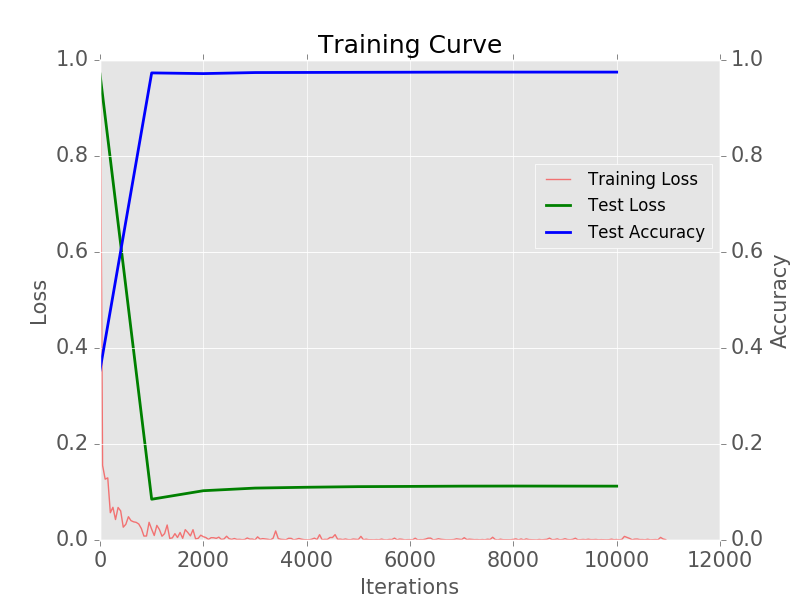 Training Curve
1.0 1.0
0.8 0.8
Training Loss
Test Loss
Test Accuracy
0.6 0.6
Loss
Accuracy
0.4 0.4
0.2 0.2
0.0 0.0
0 2000 4000 6000 8000 10000 12000
Iterations